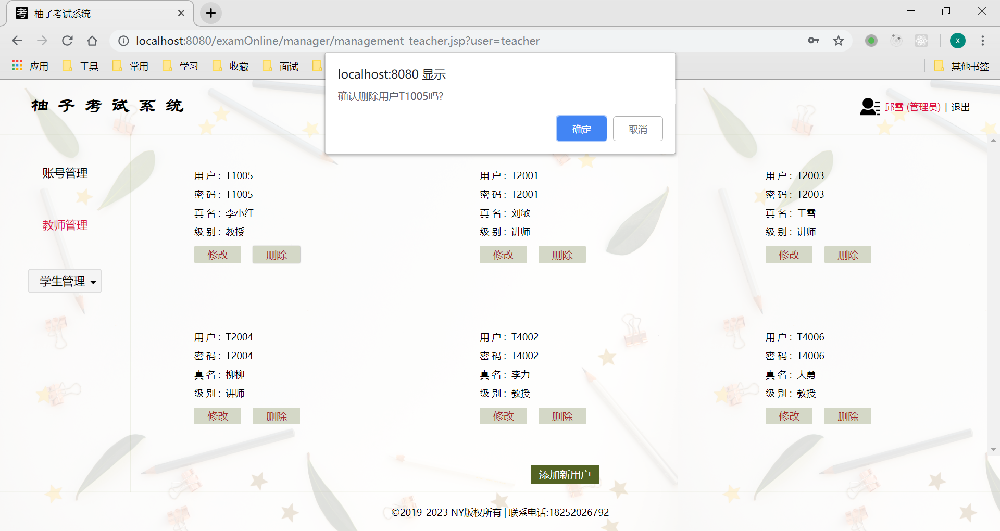 考 柚子考试系统
localhost:8080/examOnline/manager/management_teacher.jsp?user=teacher
X
应用 工具 常用 学习 收藏 面试 其他书签
localhost:8080 显示
确认删除用户T1005吗?
确定 取消
柚子考试系统
邱雪 (管理员) | 退出
账号管理
教师管理
学生管理
用 户： T1005
密 码： T1005
真 名： 李小红
级 别： 教授
修改 删除
用 户： T2001
密 码： T2001
真 名： 刘敏
级 别： 讲师
修改 删除
用 户： T2003
密 码： T2003
真 名： 王雪
级 别： 讲师
修改 删除
用 户： T2004
密 码： T2004
真 名： 柳柳
级 别： 讲师
修改 删除
用 户： T4002
密 码： T4002
真 名： 李力
级 别： 教授
修改 删除
用 户： T4006
密 码： T4006
真 名： 大勇
级 别： 教授
修改 删除
添加新用户
©2019-2023 NY版权所有 | 联系电话:18252026792